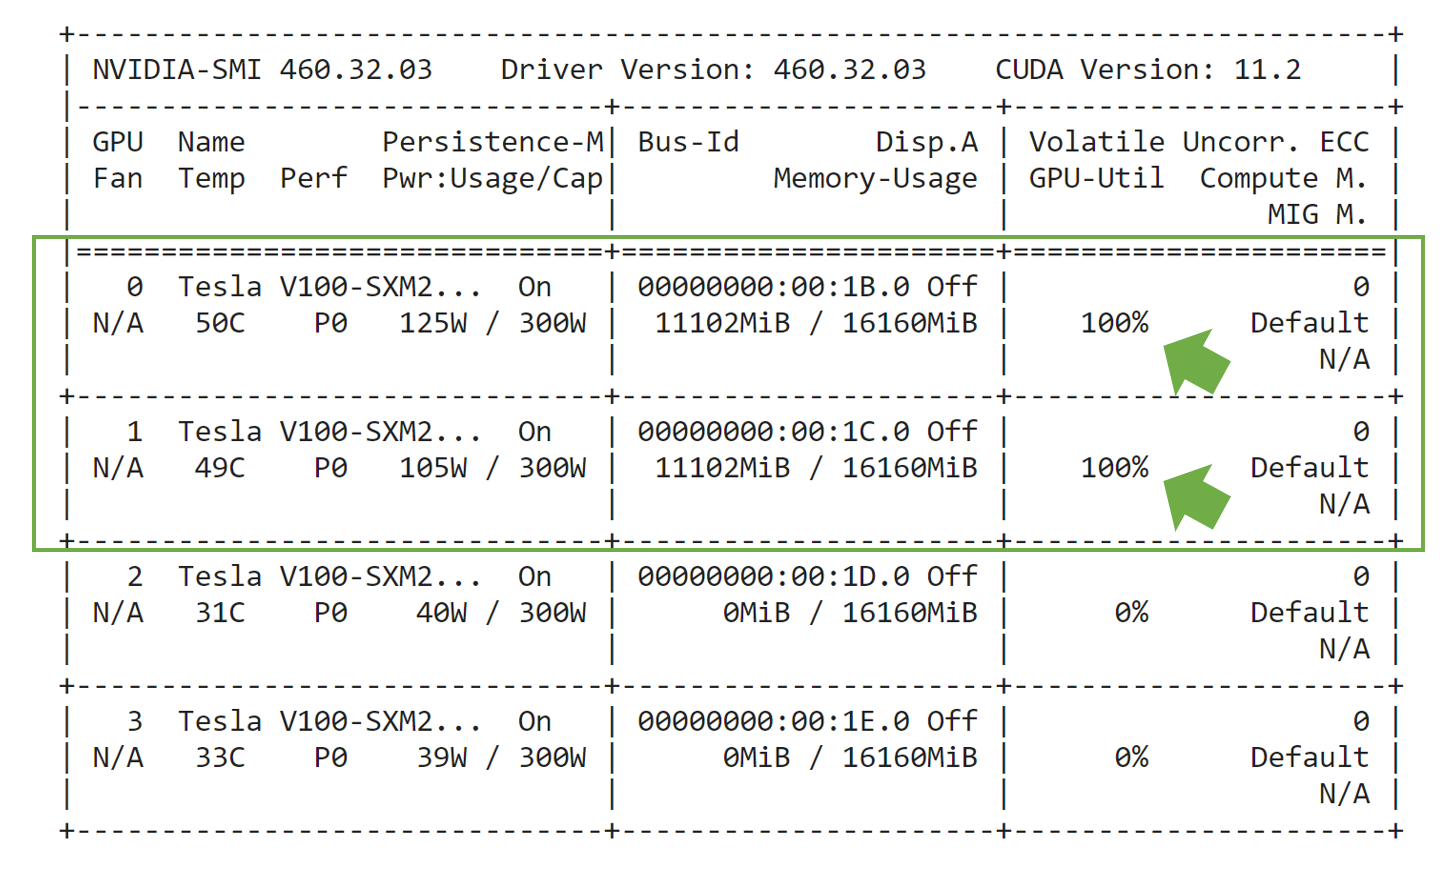 +-----------------------------------------------------------------------------+
| NVIDIA-SMI 460.32.03    Driver Version: 460.32.03    CUDA Version: 11.2     |
|-------------------------------+----------------------+----------------------+
| GPU  Name        Persistence-M| Bus-Id        Disp.A | Volatile Uncorr. ECC |
| Fan  Temp  Perf  Pwr:Usage/Cap|         Memory-Usage | GPU-Util  Compute M. |
|                               |                      |               MIG M. |
|===============================+======================+======================|
|   0  Tesla V100-SXM2...  On   | 00000000:00:1B.0 Off |                    0 |
| N/A   50C    P0   125W / 300W |  11102MiB / 16160MiB |    100%      Default |
|                               |                      |                  N/A |
+-------------------------------+----------------------+----------------------+
|   1  Tesla V100-SXM2...  On   | 00000000:00:1C.0 Off |                    0 |
| N/A   49C    P0   105W / 300W |  11102MiB / 16160MiB |    100%      Default |
|                               |                      |                  N/A |
+-------------------------------+----------------------+----------------------+
|   2  Tesla V100-SXM2...  On   | 00000000:00:1D.0 Off |                    0 |
| N/A   31C    P0    40W / 300W |      0MiB / 16160MiB |      0%      Default |
|                               |                      |                  N/A |
+-------------------------------+----------------------+----------------------+
|   3  Tesla V100-SXM2...  On   | 00000000:00:1E.0 Off |                    0 |
| N/A   33C    P0    39W / 300W |      0MiB / 16160MiB |      0%      Default |
|                               |                      |                  N/A |
+-------------------------------+----------------------+----------------------+